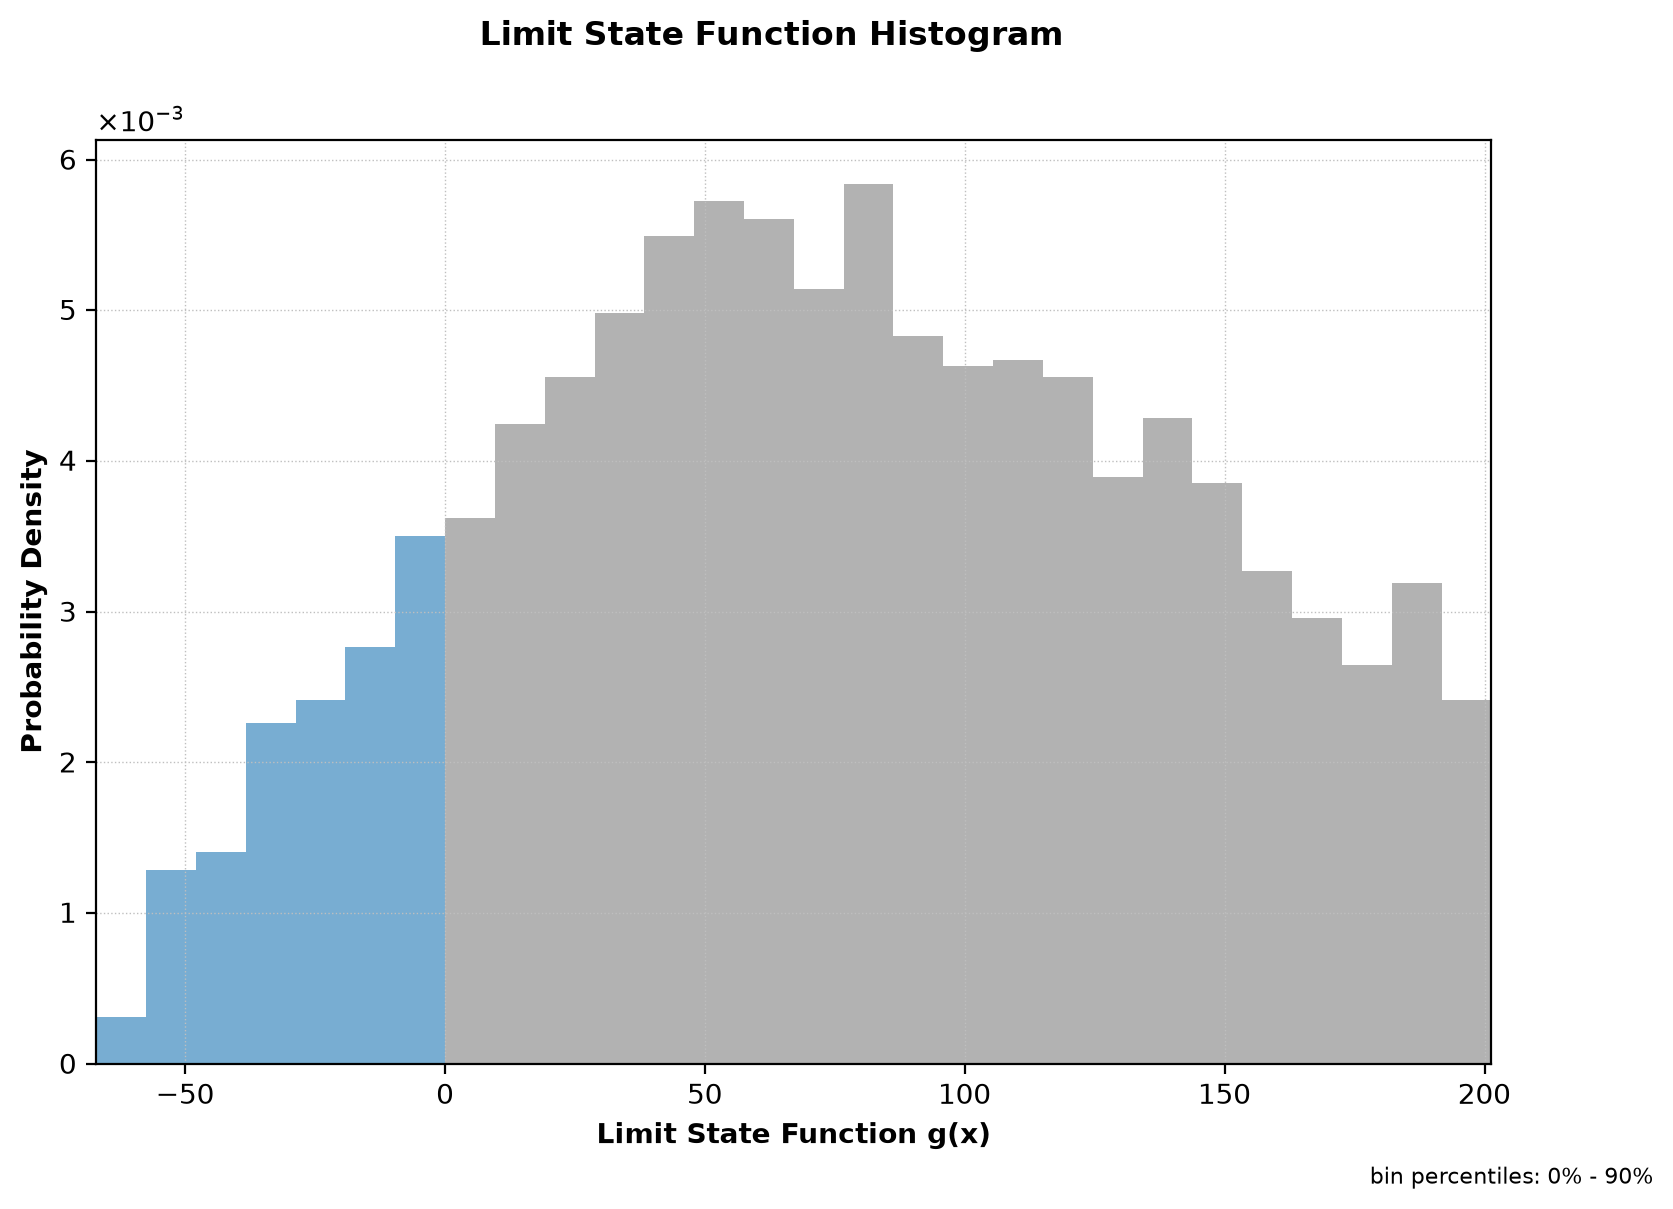 Limit State Function Histogram
×10⁻³
6
5
4
3
2
1
0
Probability Density
−50 0 50 100 150 200
Limit State Function g(x)
bin percentiles: 0% - 90%